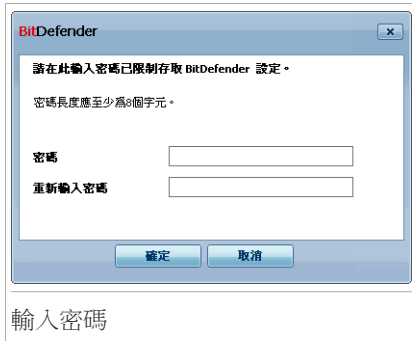 BitDefender
請在此輸入密碼已限制存取 BitDefender 設定。
密碼長度應至少為8個字元。
密碼
重新輸入密碼
確定 取消
輸入密碼